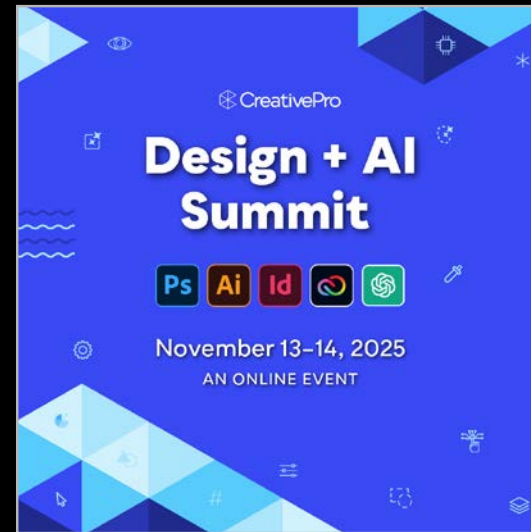 CreativePro
Design + AI
Summit
Ps Ai Id
November 13–14, 2025
AN ONLINE EVENT
#